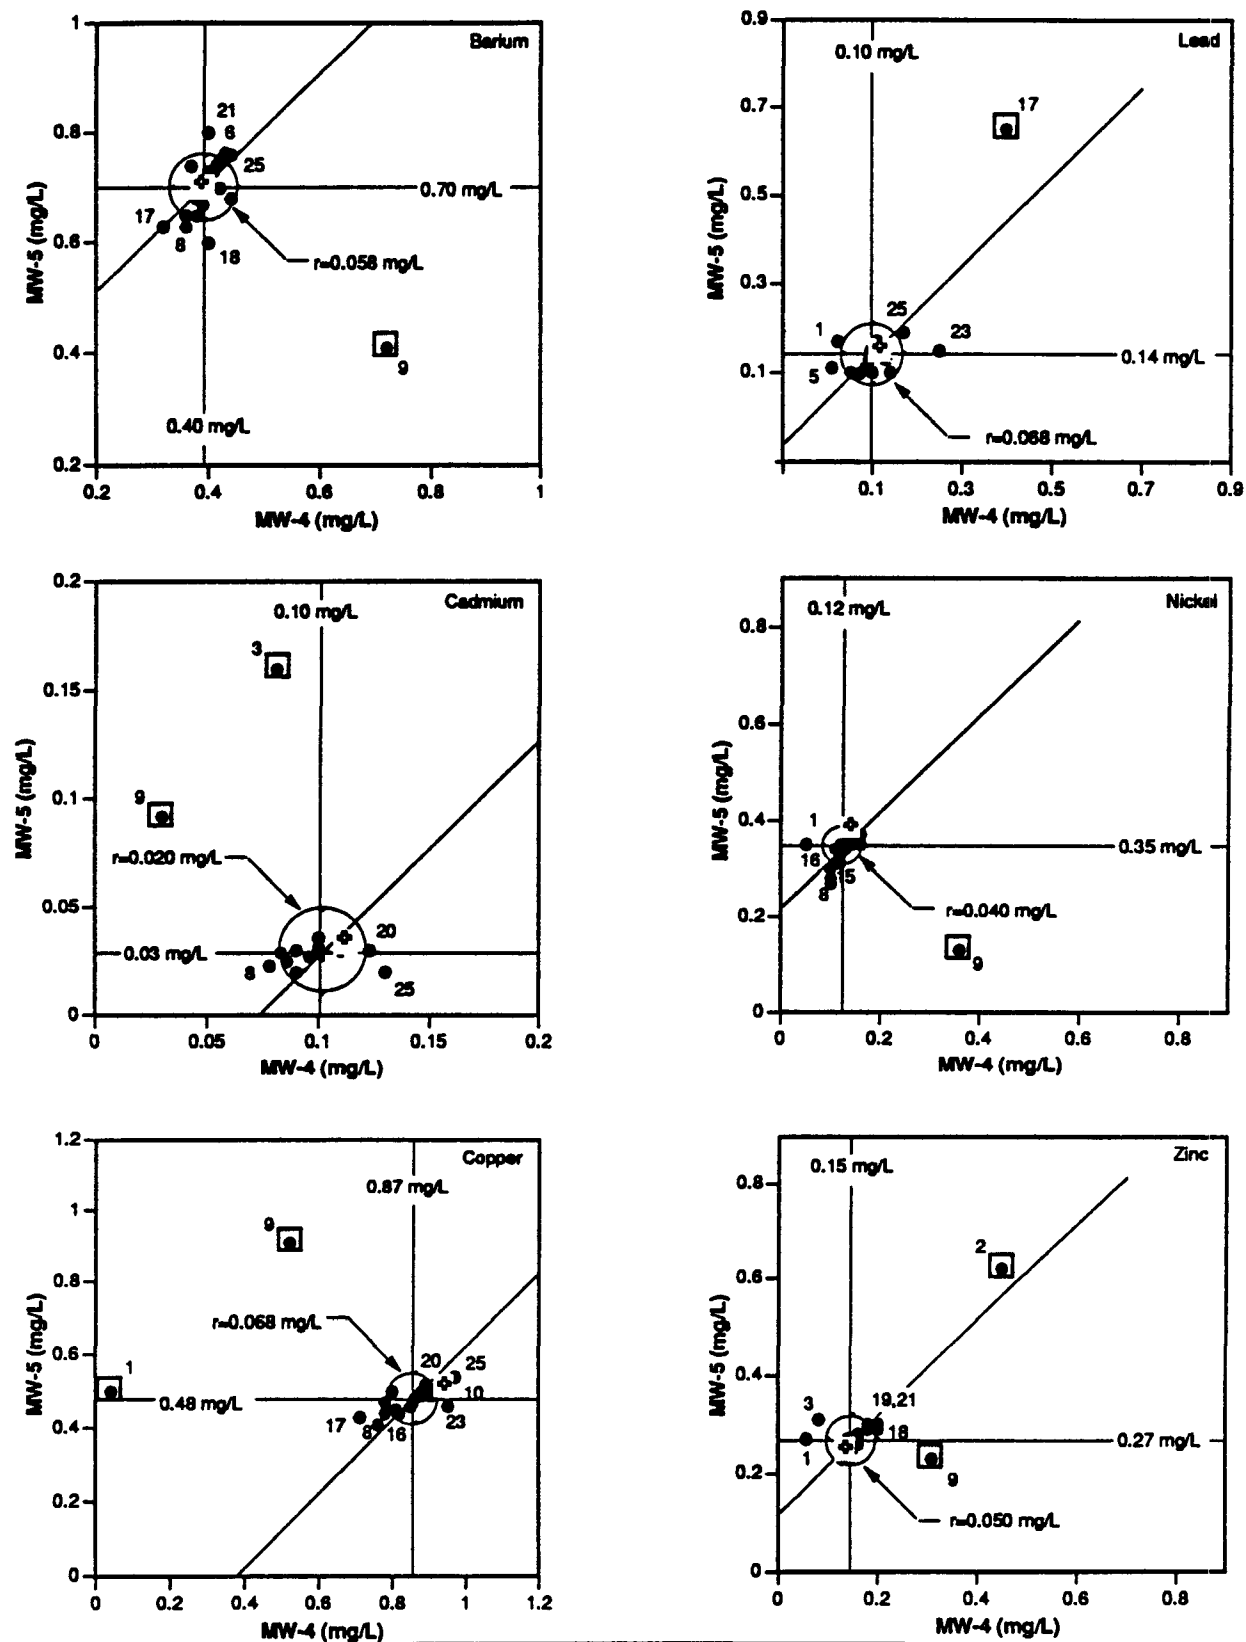 Barium
1
0.8
0.6
0.4
0.2
MW-5 (mg/L)
21
6
25
0.70 mg/L
17
8
18
r=0.058 mg/L
9
0.40 mg/L
0.2 0.4 0.6 0.8 1
MW-4 (mg/L)
Lead
0.9
0.7
0.5
0.3
0.1
MW-5 (mg/L)
0.10 mg/L
17
25
1
23
0.14 mg/L
5
r=0.068 mg/L
0.1 0.3 0.5 0.7 0.9
MW-4 (mg/L)
Cadmium
0.2
0.15
0.1
0.05
0
MW-5 (mg/L)
0.10 mg/L
3
9
r=0.020 mg/L
20
0.03 mg/L
8
25
0 0.05 0.1 0.15 0.2
MW-4 (mg/L)
Nickel
0.8
0.6
0.4
0.2
0
MW-5 (mg/L)
0.12 mg/L
1
0.35 mg/L
16
15
8
r=0.040 mg/L
9
0 0.2 0.4 0.6 0.8
MW-4 (mg/L)
Copper
1.2
1
0.8
0.6
0.4
0.2
0
MW-5 (mg/L)
0.87 mg/L
9
r=0.068 mg/L
1
20 25
10
0.48 mg/L
17 8 16 23
0 0.2 0.4 0.6 0.8 1 1.2
MW-4 (mg/L)
Zinc
0.8
0.6
0.4
0.2
0
MW-5 (mg/L)
0.15 mg/L
2
3
19,21
18
0.27 mg/L
1
9
r=0.050 mg/L
0 0.2 0.4 0.6 0.8
MW-4 (mg/L)